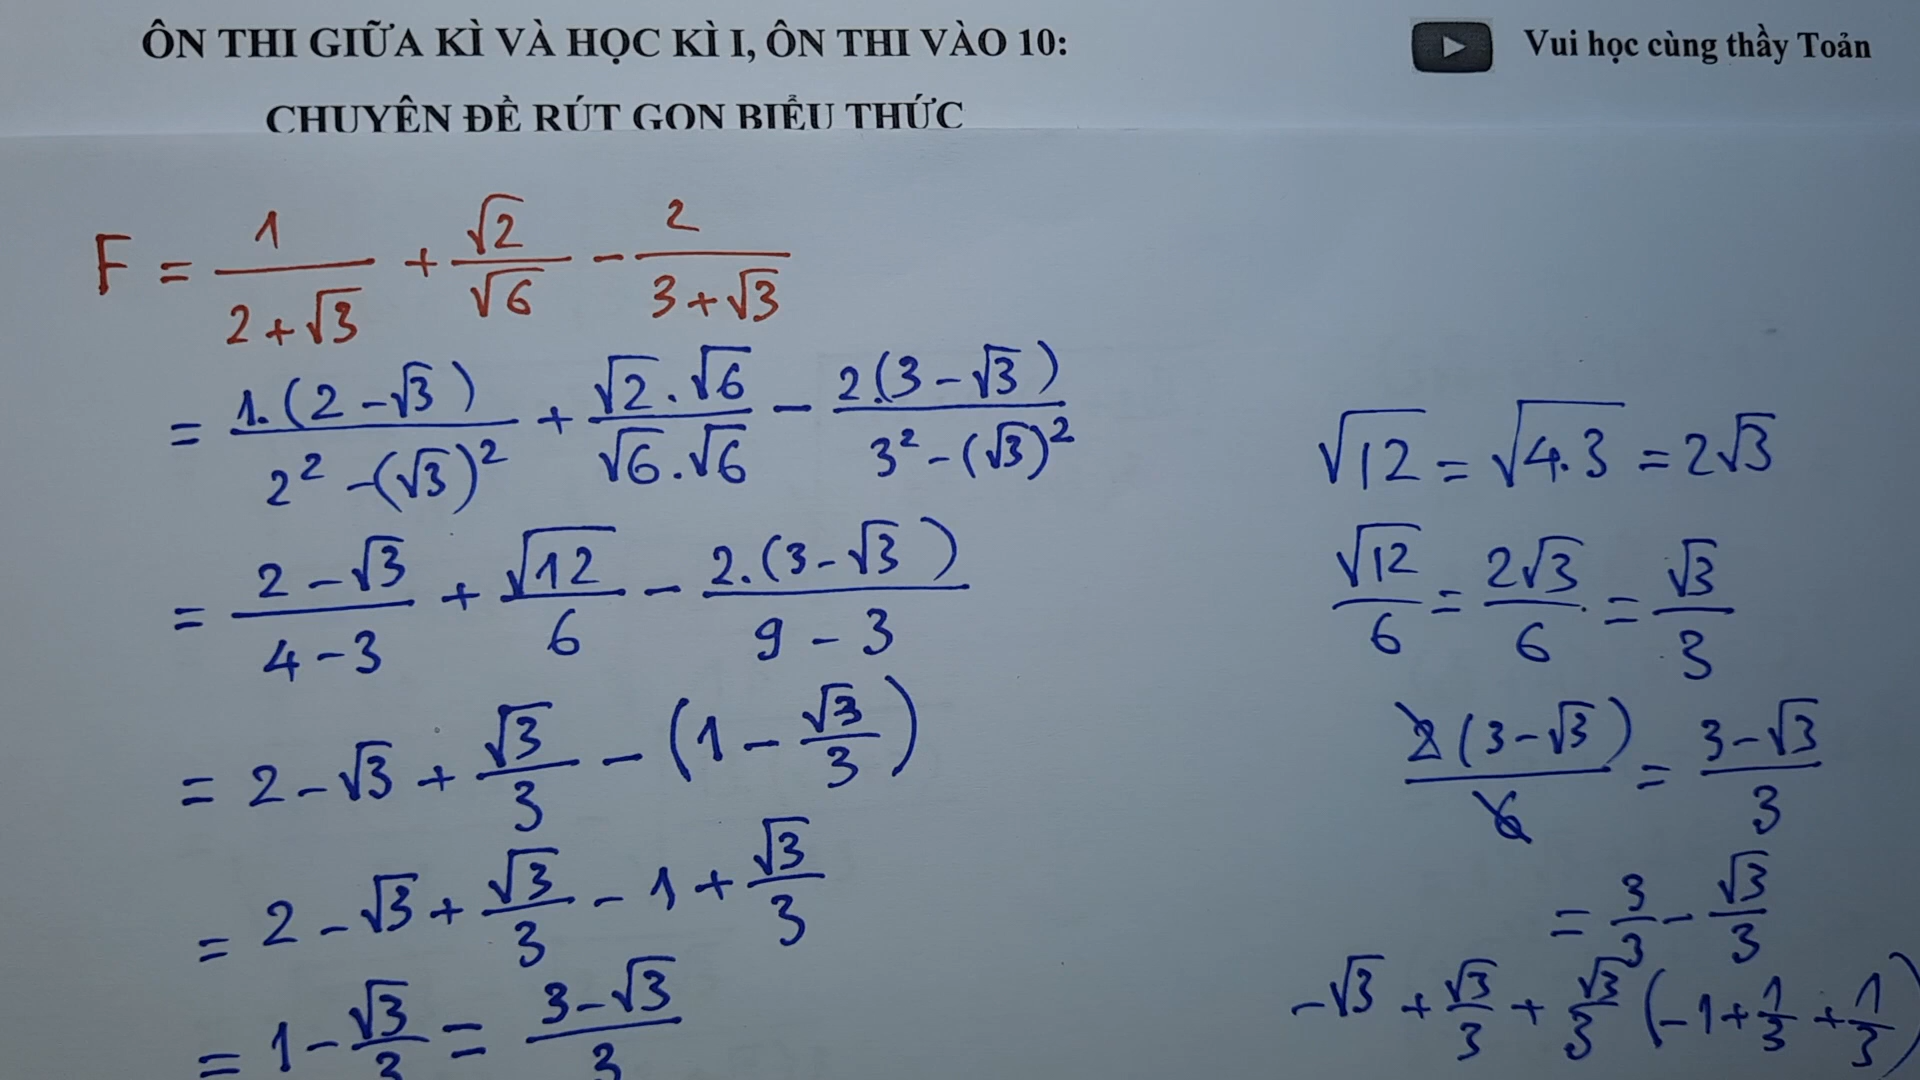 ÔN THI GIỮA KÌ VÀ HỌC KÌ I, ÔN THI VÀO 10:
Vui học cùng thầy Toản
CHUYÊN ĐỀ RÚT GỌN BIỂU THỨC
F = 1/(2+√3) + √2/√6 - 2/(3+√3)
= 1.(2-√3)/(2² -(√3)²) + √2.√6/(√6.√6) - 2.(3-√3)/(3² -(√3)²)
= (2-√3)/(4-3) + √12/6 - 2.(3-√3)/(9-3)
= 2-√3 + √3/3 - (1 - √3/3)
= 2-√3 + √3/3 - 1 + √3/3
= 1 - √3/3 = (3-√3)/3
√12 = √4.3 = 2√3
√12/6 = 2√3/6 = √3/3
2(3-√3)/6 = (3-√3)/3
= 3/3 - √3/3
-√3 + √3/3 + √3/3 (-1 + 1/3 + 1/3)